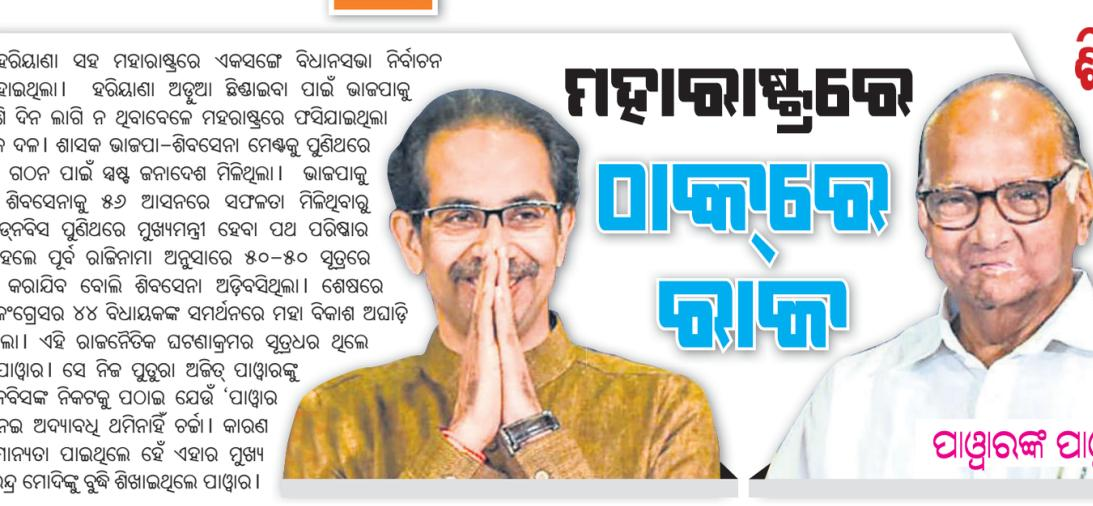 ହରିୟାଣା ସହ ମହାରାଷ୍ଟ୍ରରେ ଏକସଙ୍ଗେ ବିଧାନସଭା ନିର୍ବାଚନ
ହୋଇଥିଲା। ହରିୟାଣା ଅଡୁଆ ଛିଣ୍ଡାଇବା ପାଇଁ ଭାଜପାକୁ
ଦିନ ଲାଗି ନ ଥିବାବେଳେ ମହାରାଷ୍ଟ୍ରରେ ଫସିଯାଇଥିଲା
ଦଳ। ଶାସକ ଭାଜପା-ଶିବସେନା ମେଣ୍ଟକୁ ପୁଣିଥରେ
ଗଠନ ପାଇଁ ସ୍ପଷ୍ଟ ଜନାଦେଶ ମିଳିଥିଲା। ଭାଜପାକୁ
ଶିବସେନାକୁ ୫୬ ଆସନରେ ସଫଳତା ମିଳିଥିବାରୁ
ଡ୍‌ନବିସ ପୁଣିଥରେ ମୁଖ୍ୟମନ୍ତ୍ରୀ ହେବା ପଥ ପରିଷ୍କାର
ହେଲେ ପୂର୍ବ ରାଜିନାମା ଅନୁସାରେ ୫୦-୫୦ ସୂତ୍ରରେ
କରାଯିବ ବୋଲି ଶିବସେନା ଅଡ଼ିବସିଥିଲା। ଶେଷରେ
କଂଗ୍ରେସର ୪୪ ବିଧାୟକଙ୍କ ସମର୍ଥନରେ ମହା ବିକାଶ ଅଘାଡ଼ି
ଲା। ଏହି ରାଜନୈତିକ ଘଟଣାକ୍ରମର ସୂତ୍ରଧର ଥିଲେ
ପାୱାର। ସେ ନିଜ ପୁତୁରା ଅଜିତ୍ ପାୱାରଙ୍କୁ
ନବିସଙ୍କ ନିକଟକୁ ପଠାଇ ଯେଉଁ 'ପାୱାର
ନେଇ ଅଦ୍ୟାବଧି ଥମିନାହିଁ ଚର୍ଚ୍ଚା। କାରଣ
ମାନ୍ୟତା ପାଇଥିଲେ ହେଁ ଏହାର ମୁଖ୍ୟ
ନ୍ଦ୍ର ମୋଦିଙ୍କୁ ବୁଦ୍ଧି ଶିଖାଇଥିଲେ ପାୱାର।
ମହାରାଷ୍ଟ୍ରରେ
ଠାକ୍‌ରେ
ରାଜ
ପାୱାରଙ୍କ ପା